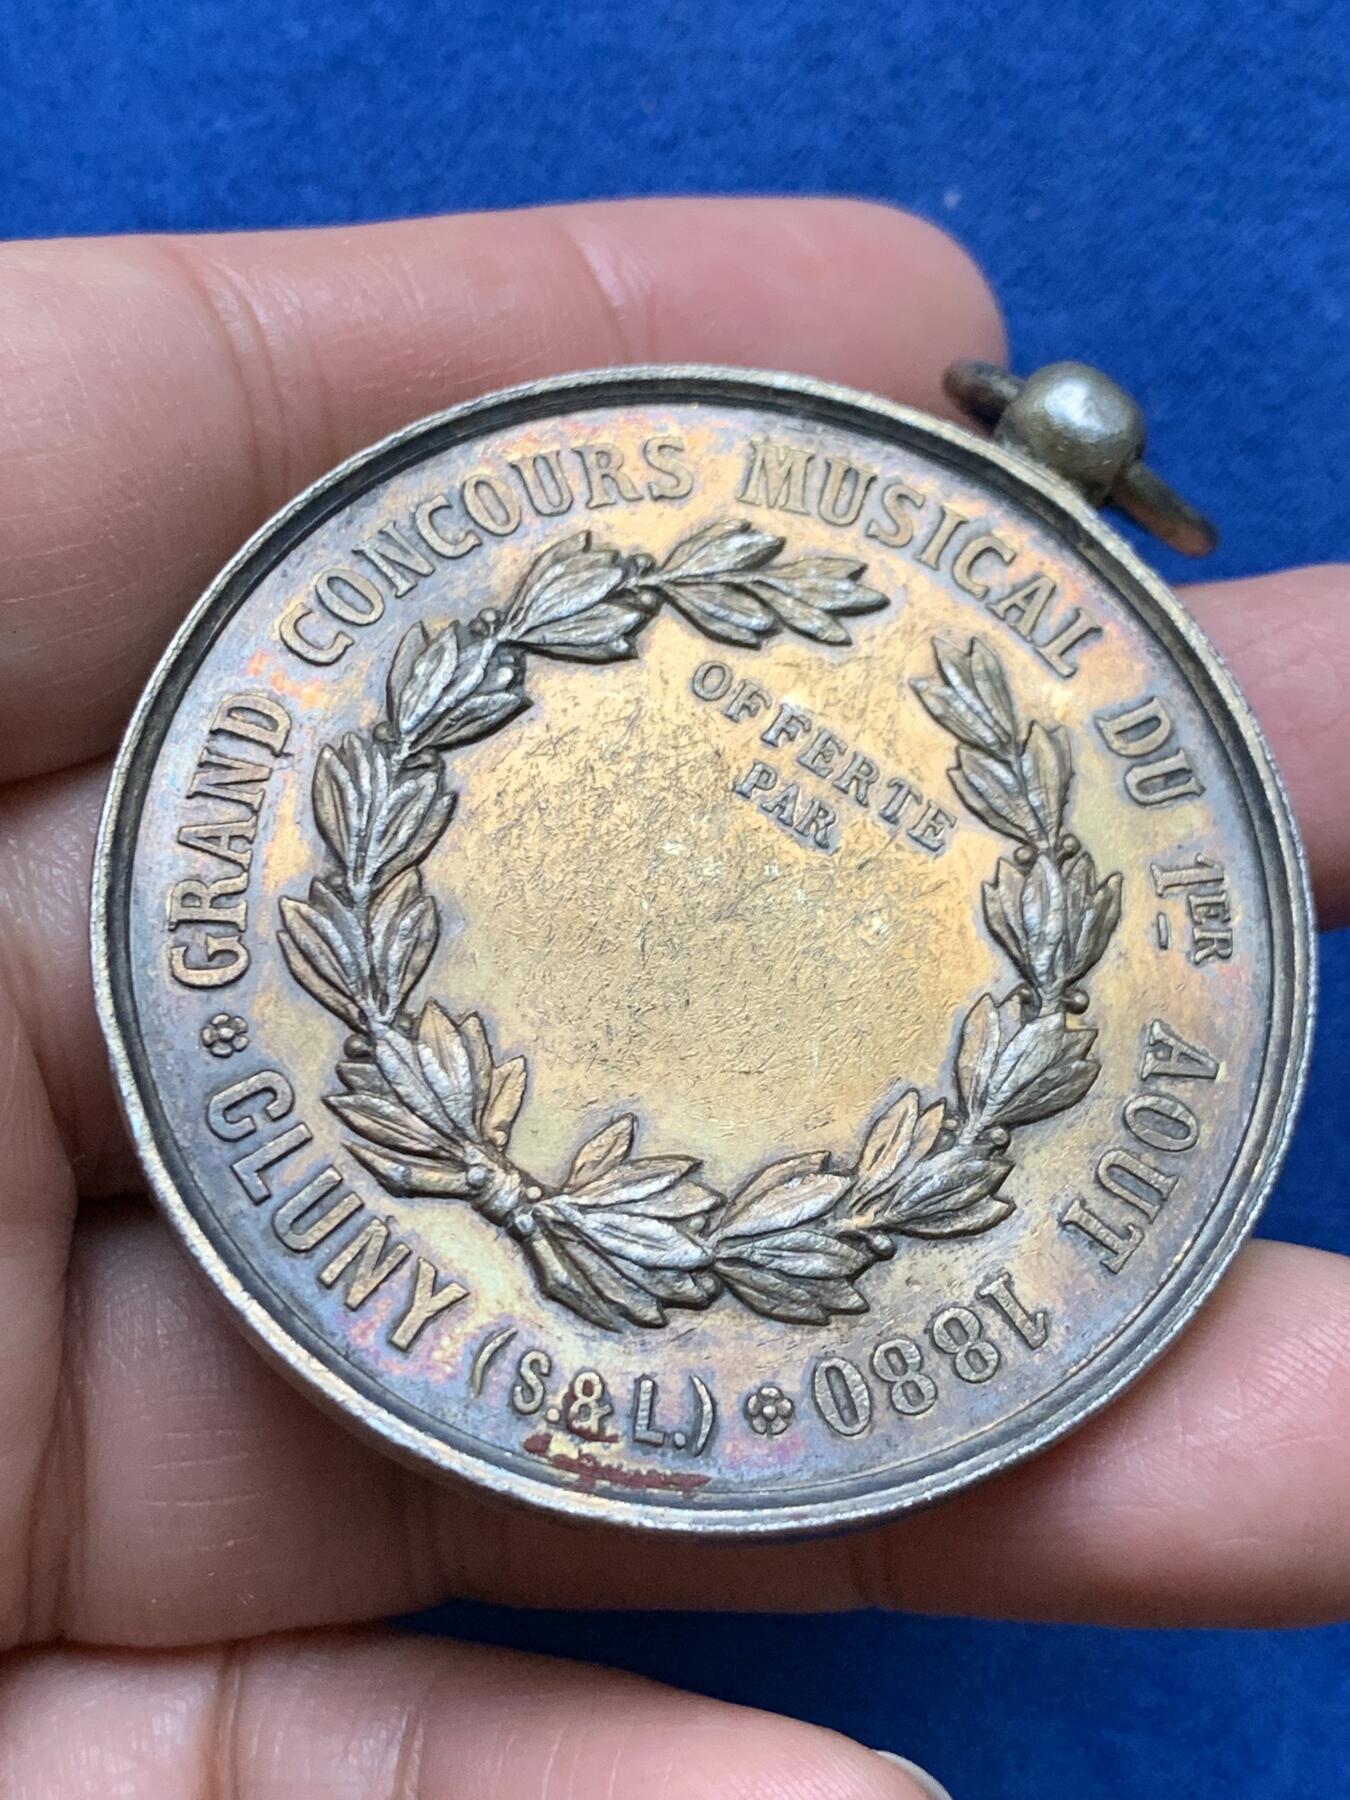 GRAND CONCOURS MUSICAL DU 1ER AOUT 1880
CLUNY (S.& L.)
OFFERTE
PAR